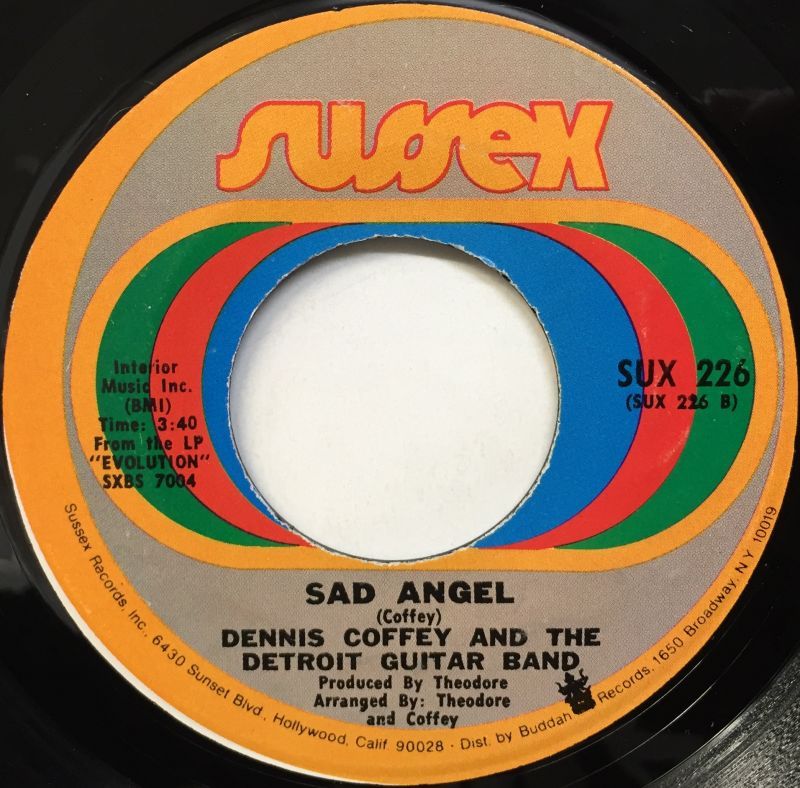 sussex
Interior
Music Inc.
(BMI)
Time: 3:40
From the LP
"EVOLUTION"
SXBS 7004
SUX 226
(SUX 226 B)
SAD ANGEL
(Coffey)
DENNIS COFFEY AND THE
DETROIT GUITAR BAND
Produced By Theodore
Arranged By: Theodore
and Coffey
Sussex Records, Inc., 6430 Sunset Blvd., Hollywood, Calif. 90028 · Dist. by Buddah Records, 1650 Broadway, N Y 10019